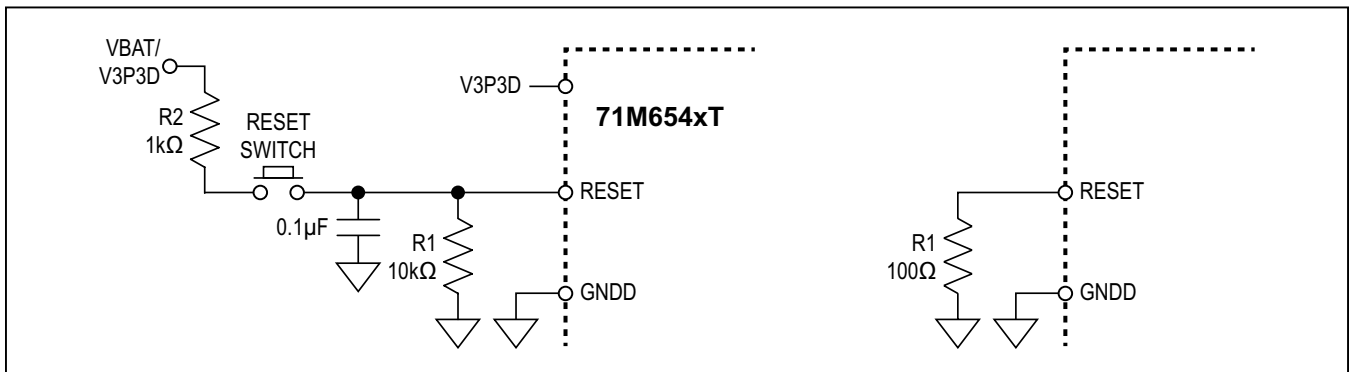 VBAT/
V3P3D
R2
1kΩ
RESET
SWITCH
0.1µF
R1
10kΩ
V3P3D
71M654xT
RESET
GNDD
R1
100Ω
RESET
GNDD